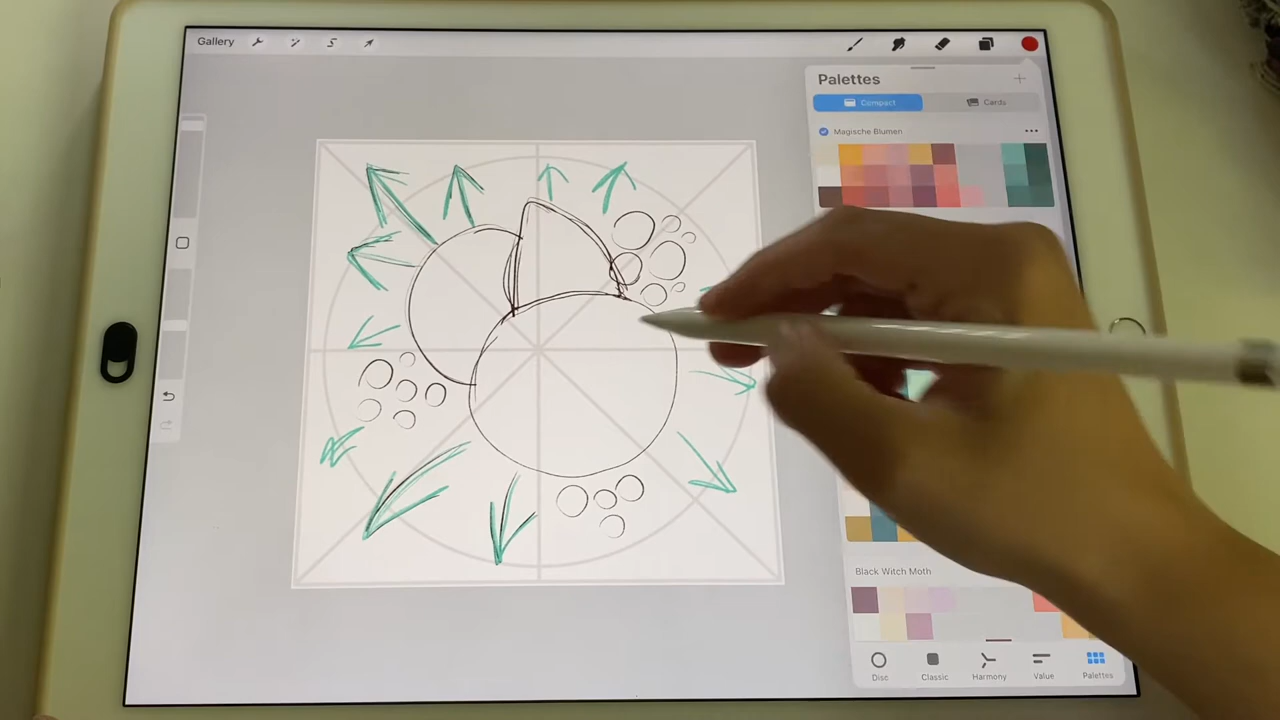 Gallery
Palettes
Compact
Cards
Magische Blumen
Black Witch Moth
Disc
Classic
Harmony
Value
Palettes